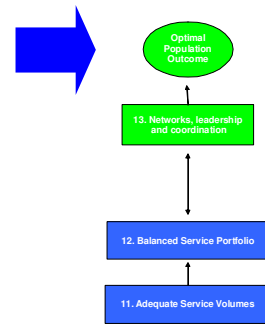 Optimal
Population
Outcome
13. Networks, leadership
and coordination
12. Balanced Service Portfolio
11. Adequate Service Volumes